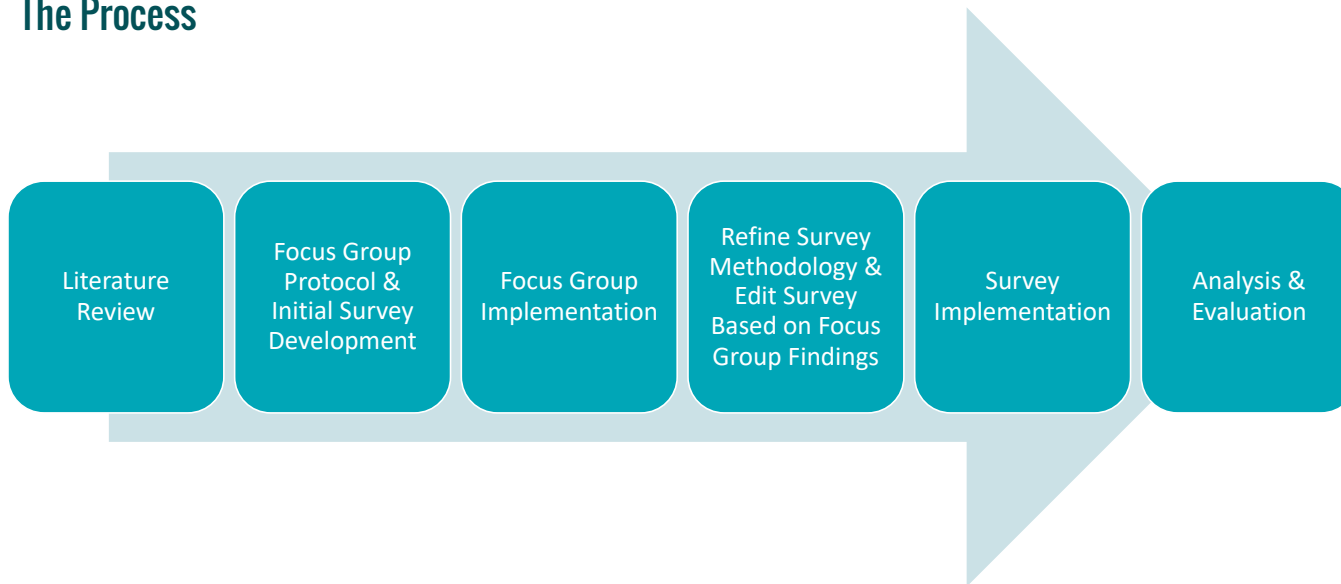 The Process
Literature
Review
Focus Group
Protocol &
Initial Survey
Development
Focus Group
Implementation
Refine Survey
Methodology &
Edit Survey
Based on Focus
Group Findings
Survey
Implementation
Analysis &
Evaluation